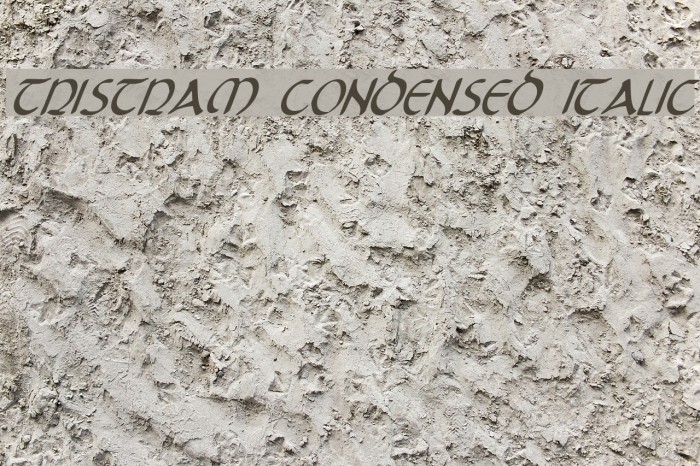 TRISTRAM CONDENSED ITALIC